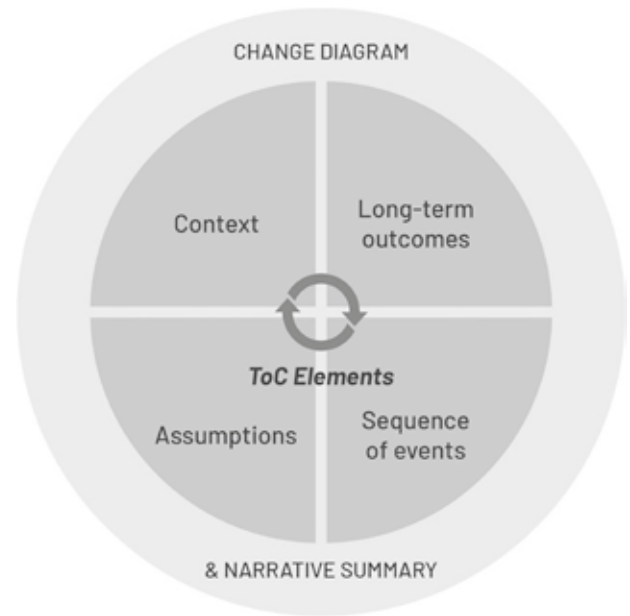 CHANGE DIAGRAM
Context
Long-term
outcomes
ToC Elements
Assumptions
Sequence
of events
& NARRATIVE SUMMARY